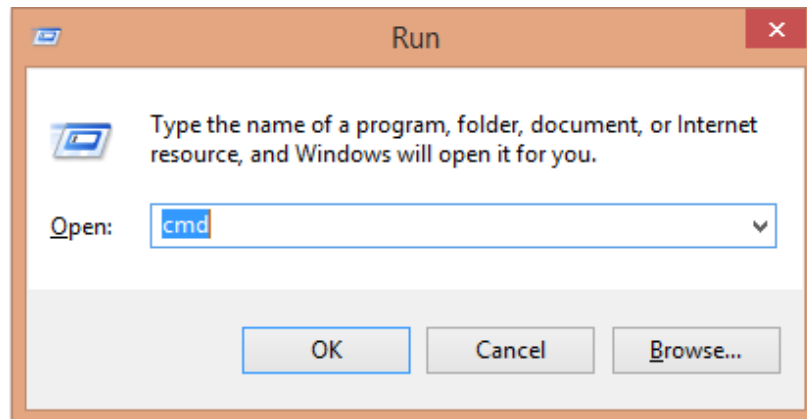 Run
Type the name of a program, folder, document, or Internet
resource, and Windows will open it for you.
Open: cmd
OK Cancel Browse...